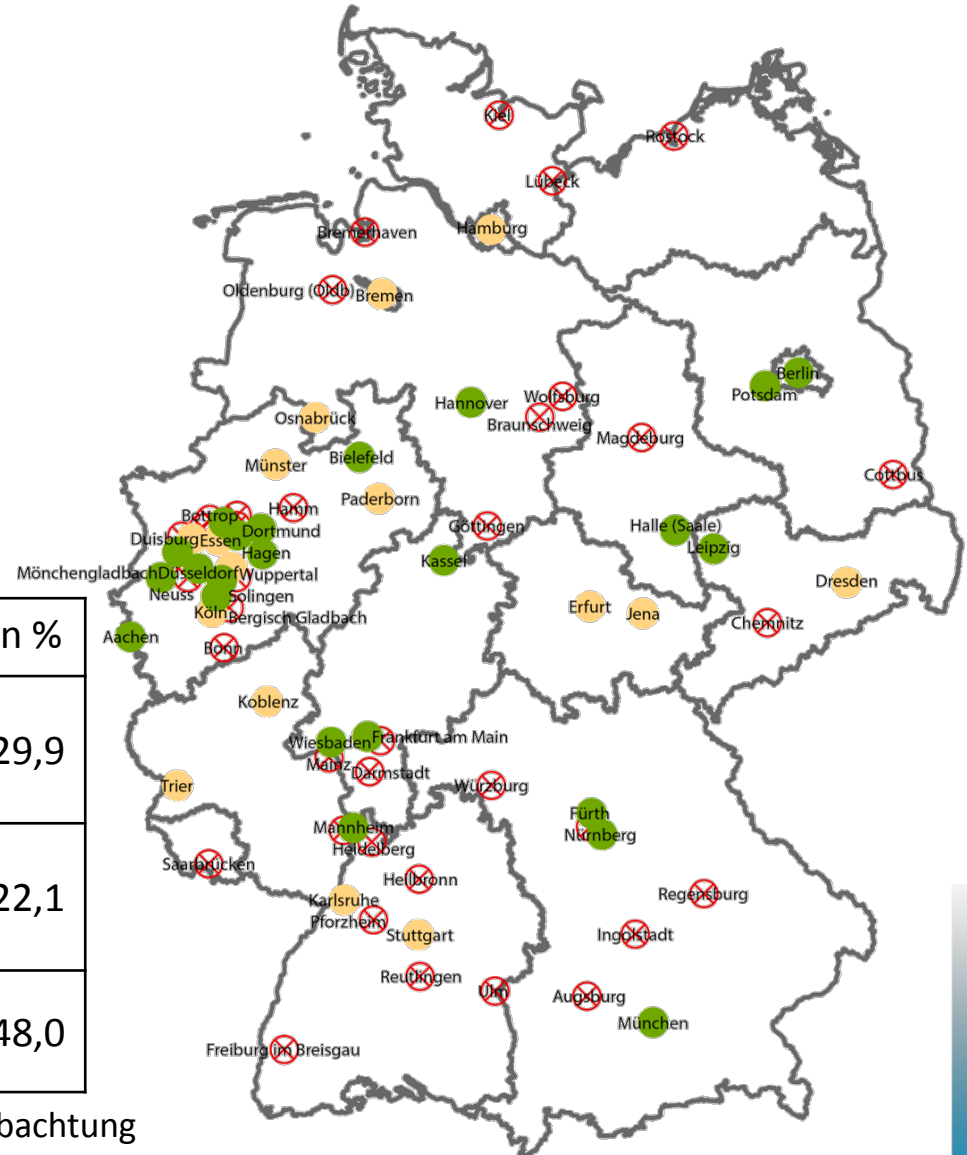 Kiel
Rostock
Lübeck
Bremerhaven
Hamburg
Oldenburg (Oldb)
Bremen
Berlin
Potsdam
Hannover
Wolfsburg
Braunschweig
Osnabrück
Magdeburg
Münster
Bielefeld
Cottbus
Paderborn
Hamm
Bottrop
Göttingen
Halle (Saale)
Dortmund
Duisburg
Essen
Leipzig
Hagen
Kassel
Mönchengladbach
Düsseldorf
Wuppertal
Dresden
Neuss
Solingen
Erfurt
Jena
Köln
Bergisch Gladbach
Chemnitz
n %
Aachen
Bonn
Koblenz
29,9
Wiesbaden
Frankfurt am Main
Mainz
Darmstadt
Trier
Würzburg
Fürth
Mannheim
Nürnberg
Heidelberg
Saarbrücken
Heilbronn
22,1
Regensburg
Karlsruhe
Pforzheim
Stuttgart
Ingolstadt
Reutlingen
Ulm
Augsburg
48,0
München
Freiburg im Breisgau
bachtung